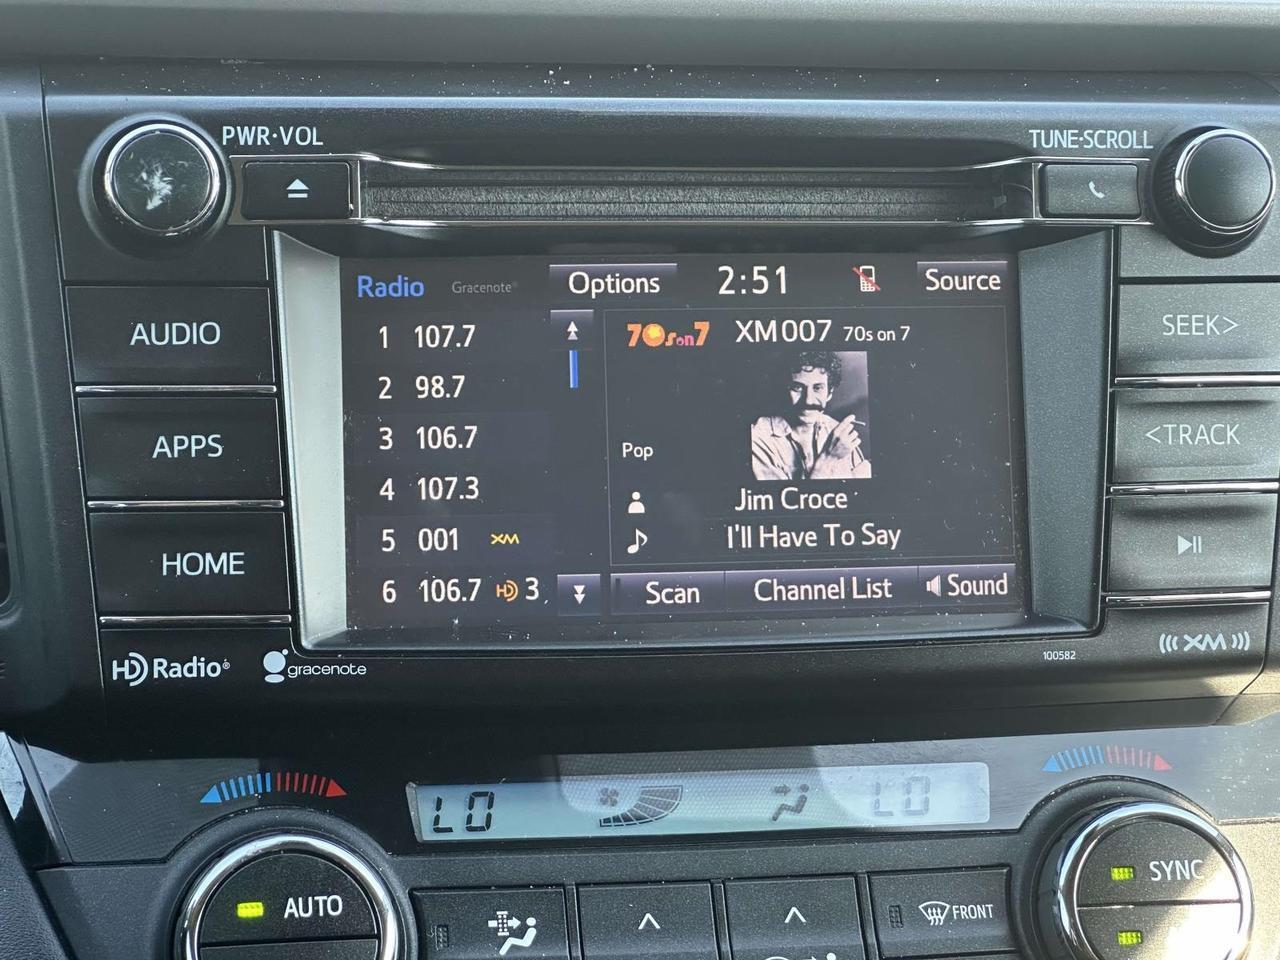 PWR·VOL
TUNE·SCROLL
Radio Gracenote® Options 2:51 Source
1 107.7
2 98.7
3 106.7
4 107.3
5 001 XM
6 106.7 HD 3
70s on 7 XM007 70s on 7
Pop
Jim Croce
I'll Have To Say
Scan Channel List Sound
AUDIO
APPS
HOME
SEEK>
<TRACK
HD Radio® gracenote
100582
((( XM )))
LO LO
AUTO
FRONT
SYNC